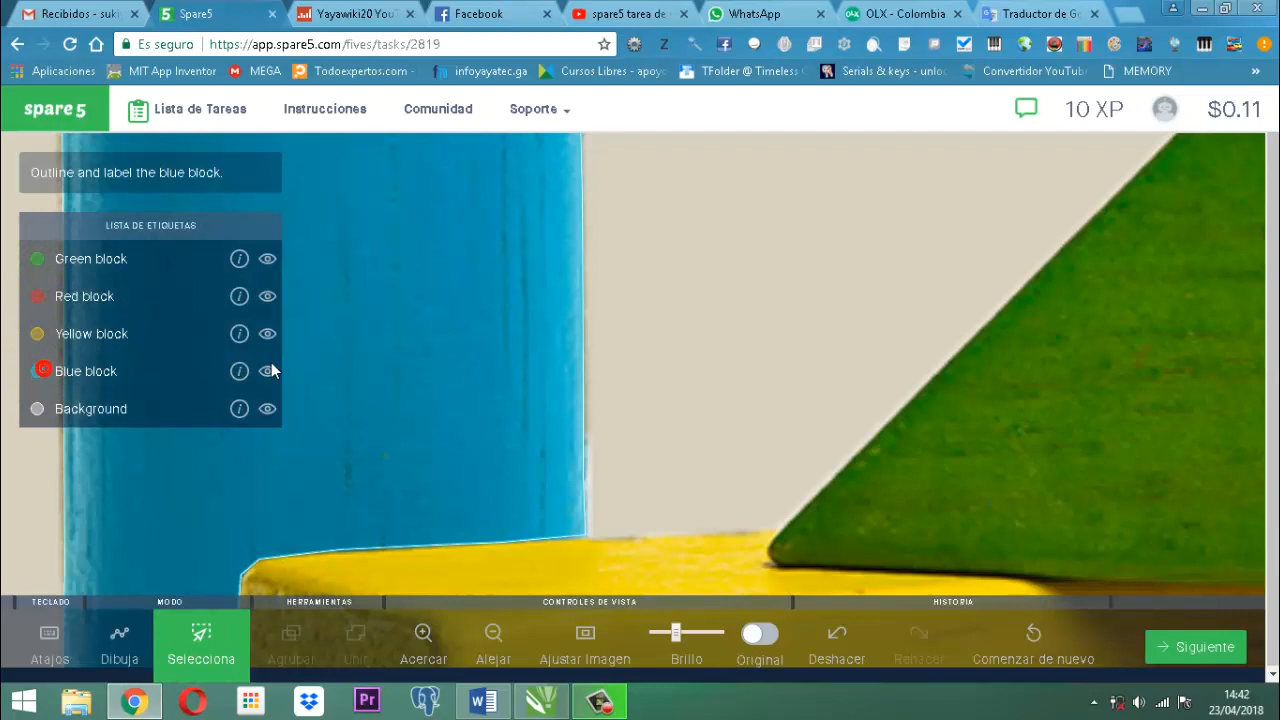 Recibidos - suki
Spare5
Yayawiki20 You
Facebook
spare5 tarea de
WhatsApp
OLX - Colombia
Traductor de Go
Es seguro https://app.spare5.com/fives/tasks/2819
Aplicaciones
MIT App Inventor
MEGA
Todoexpertos.com -
infoyayatec.ga
Cursos Libres - apoy
TFolder @ Timeless
Serials & keys - unloc
Convertidor YouTub
MEMORY
»
spare5
Lista de Tareas
Instrucciones
Comunidad
Soporte
10 XP
$0.11
Outline and label the blue block.
LISTA DE ETIQUETAS
Green block
Red block
Yellow block
Blue block
Background
TECLADO
MODO
HERRAMIENTAS
CONTROLES DE VISTA
HISTORIA
Atajos
Dibuja
Selecciona
Agrupar
Unir
Acercar
Alejar
Ajustar Imagen
Brillo
Original
Deshacer
Rehacer
Comenzar de nuevo
Siguiente
Pr
14:42
23/04/2018